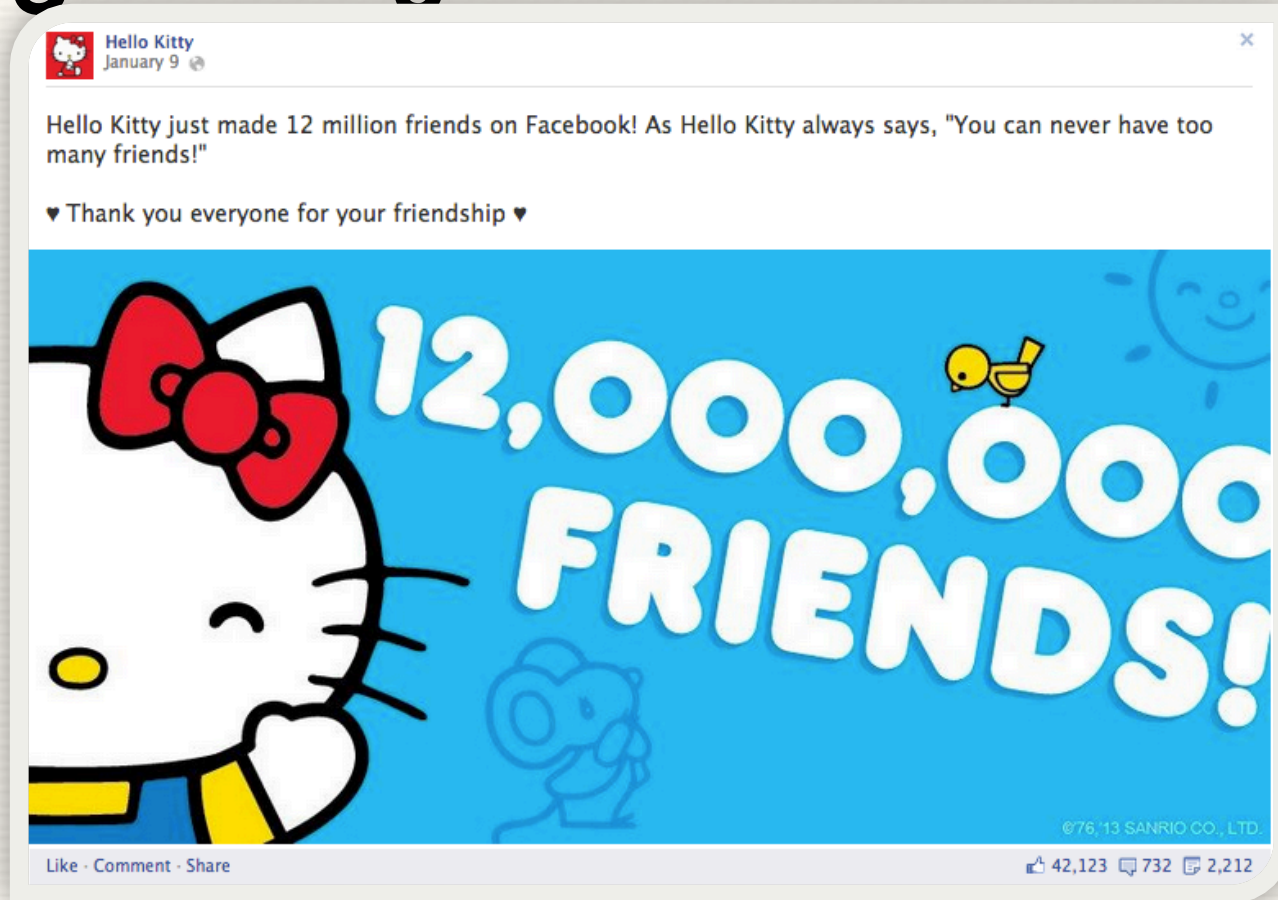 Hello Kitty
January 9
Hello Kitty just made 12 million friends on Facebook! As Hello Kitty always says, "You can never have too
many friends!"
♥ Thank you everyone for your friendship ♥
12,000,000
FRIENDS!
©76,'13 SANRIO CO., LTD.
Like · Comment · Share
42,123 732 2,212